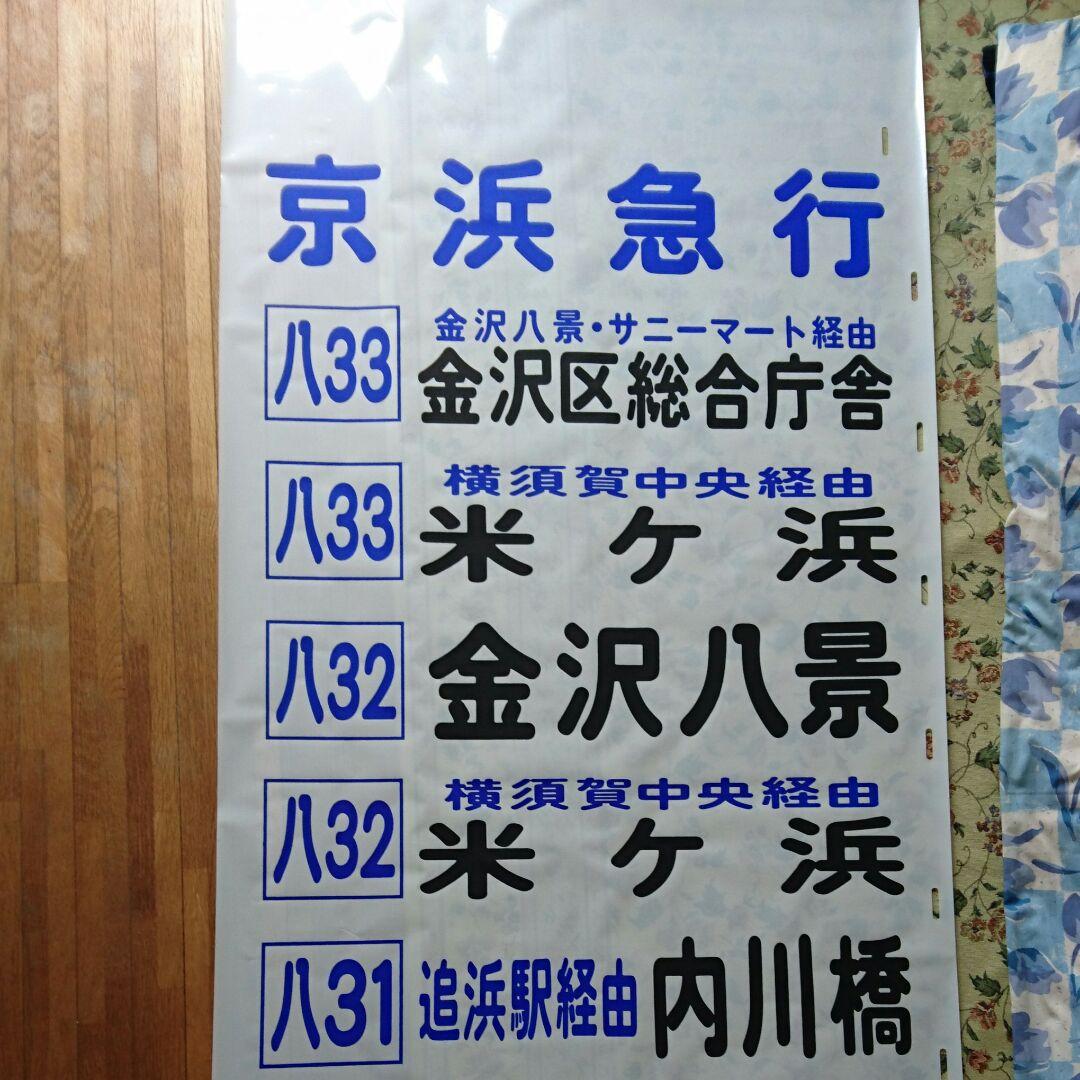 京浜急行
八33 金沢八景・サニーマート経由
金沢区総合庁舎
八33 横須賀中央経由
米ケ浜
八32 金沢八景
八32 横須賀中央経由
米ケ浜
八31 追浜駅経由 内川橋